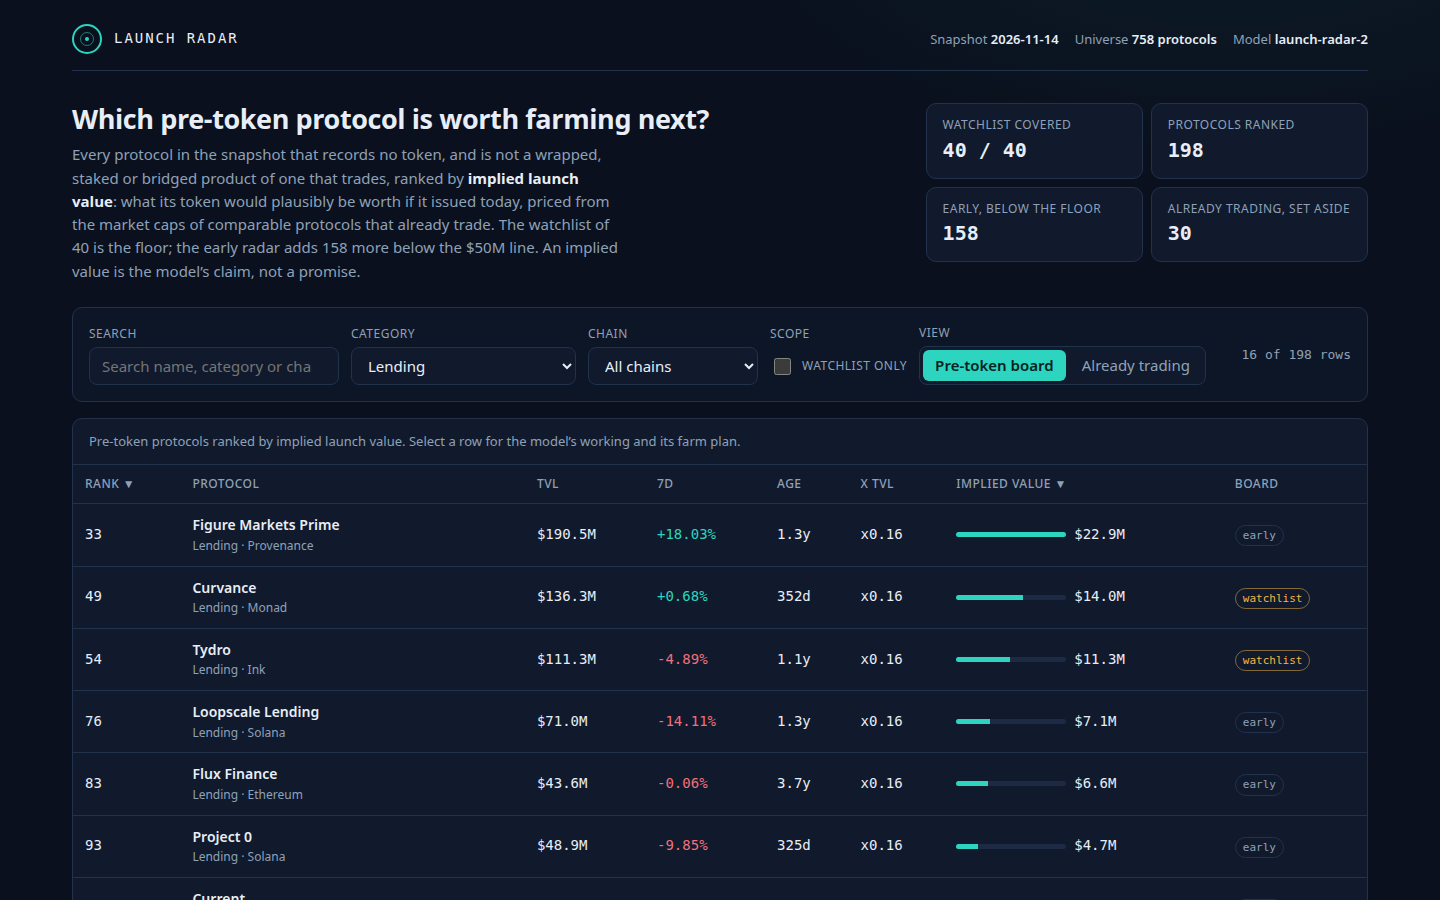 LAUNCH RADAR
Snapshot 2026-11-14 Universe 758 protocols Model launch-radar-2
Which pre-token protocol is worth farming next?
Every protocol in the snapshot that records no token, and is not a wrapped,
staked or bridged product of one that trades, ranked by implied launch
value: what its token would plausibly be worth if it issued today, priced from
the market caps of comparable protocols that already trade. The watchlist of
40 is the floor; the early radar adds 158 more below the $50M line. An implied
value is the model's claim, not a promise.
WATCHLIST COVERED
40 / 40
PROTOCOLS RANKED
198
EARLY, BELOW THE FLOOR
158
ALREADY TRADING, SET ASIDE
30
SEARCH CATEGORY CHAIN SCOPE VIEW
Search name, category or cha Lending All chains WATCHLIST ONLY Pre-token board Already trading 16 of 198 rows
Pre-token protocols ranked by implied launch value. Select a row for the model's working and its farm plan.
RANK ▼ PROTOCOL TVL 7D AGE X TVL IMPLIED VALUE ▼ BOARD
33 Figure Markets Prime $190.5M +18.03% 1.3y x0.16 $22.9M early
Lending · Provenance
49 Curvance $136.3M +0.68% 352d x0.16 $14.0M watchlist
Lending · Monad
54 Tydro $111.3M -4.89% 1.1y x0.16 $11.3M watchlist
Lending · Ink
76 Loopscale Lending $71.0M -14.11% 1.3y x0.16 $7.1M early
Lending · Solana
83 Flux Finance $43.6M -0.06% 3.7y x0.16 $6.6M early
Lending · Ethereum
93 Project 0 $48.9M -9.85% 325d x0.16 $4.7M early
Lending · Solana
Current